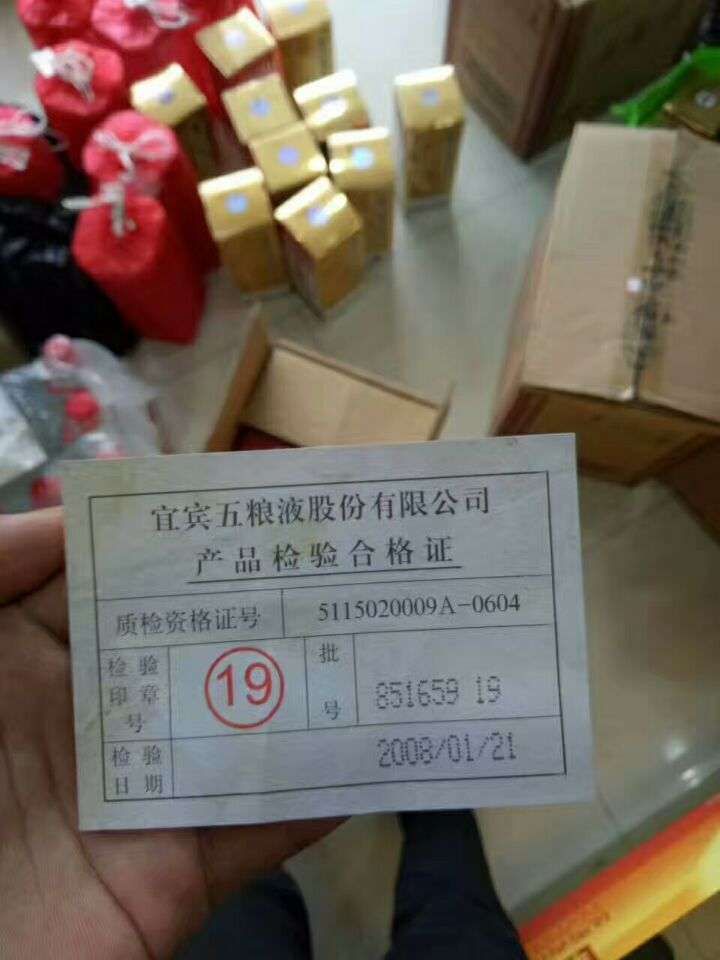 宜宾五粮液股份有限公司
产品检验合格证
质检资格证号 5115020009A-0604
检验印章号 19 批号 851659 19
检验日期 2008/01/21